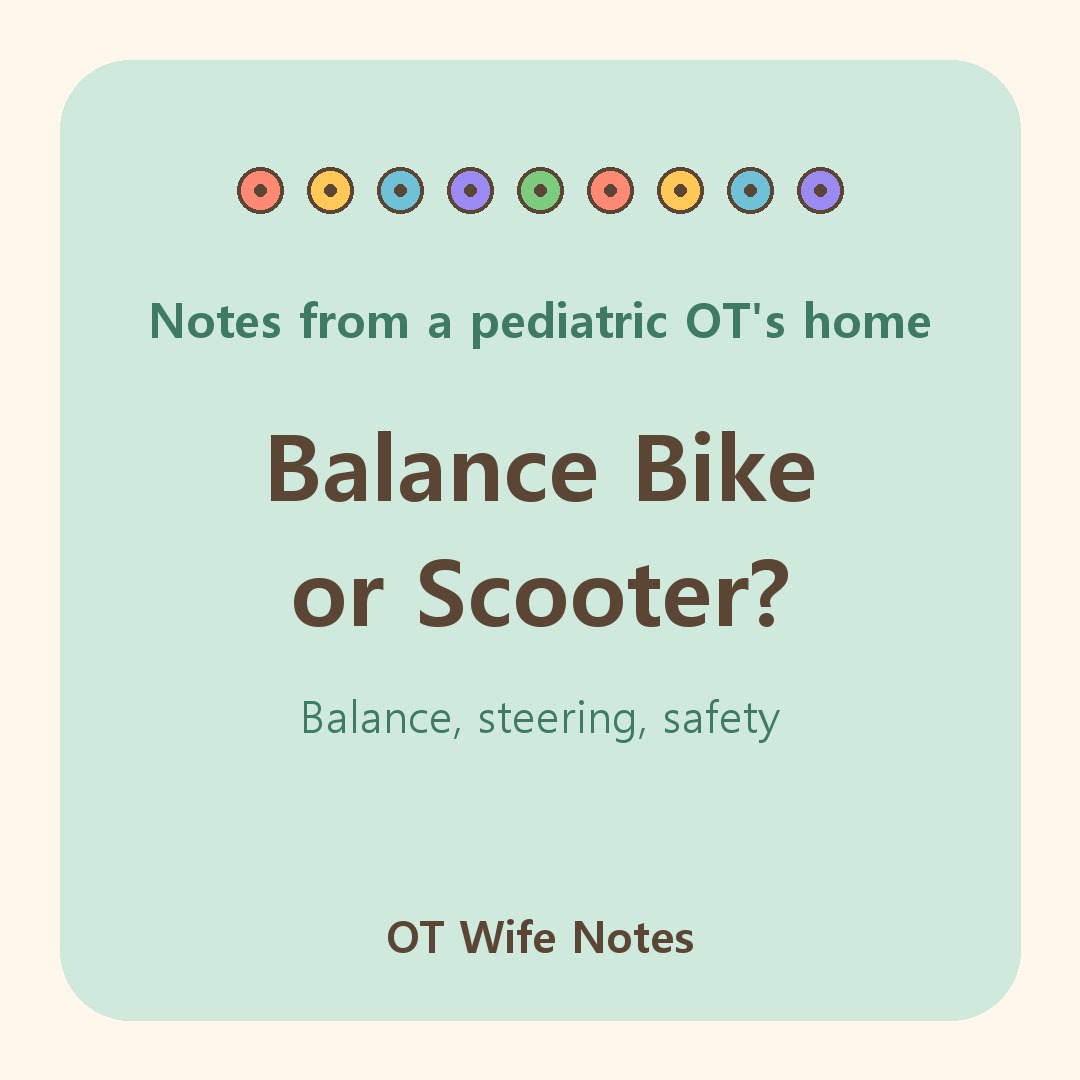 Notes from a pediatric OT's home
Balance Bike
or Scooter?
Balance, steering, safety
OT Wife Notes